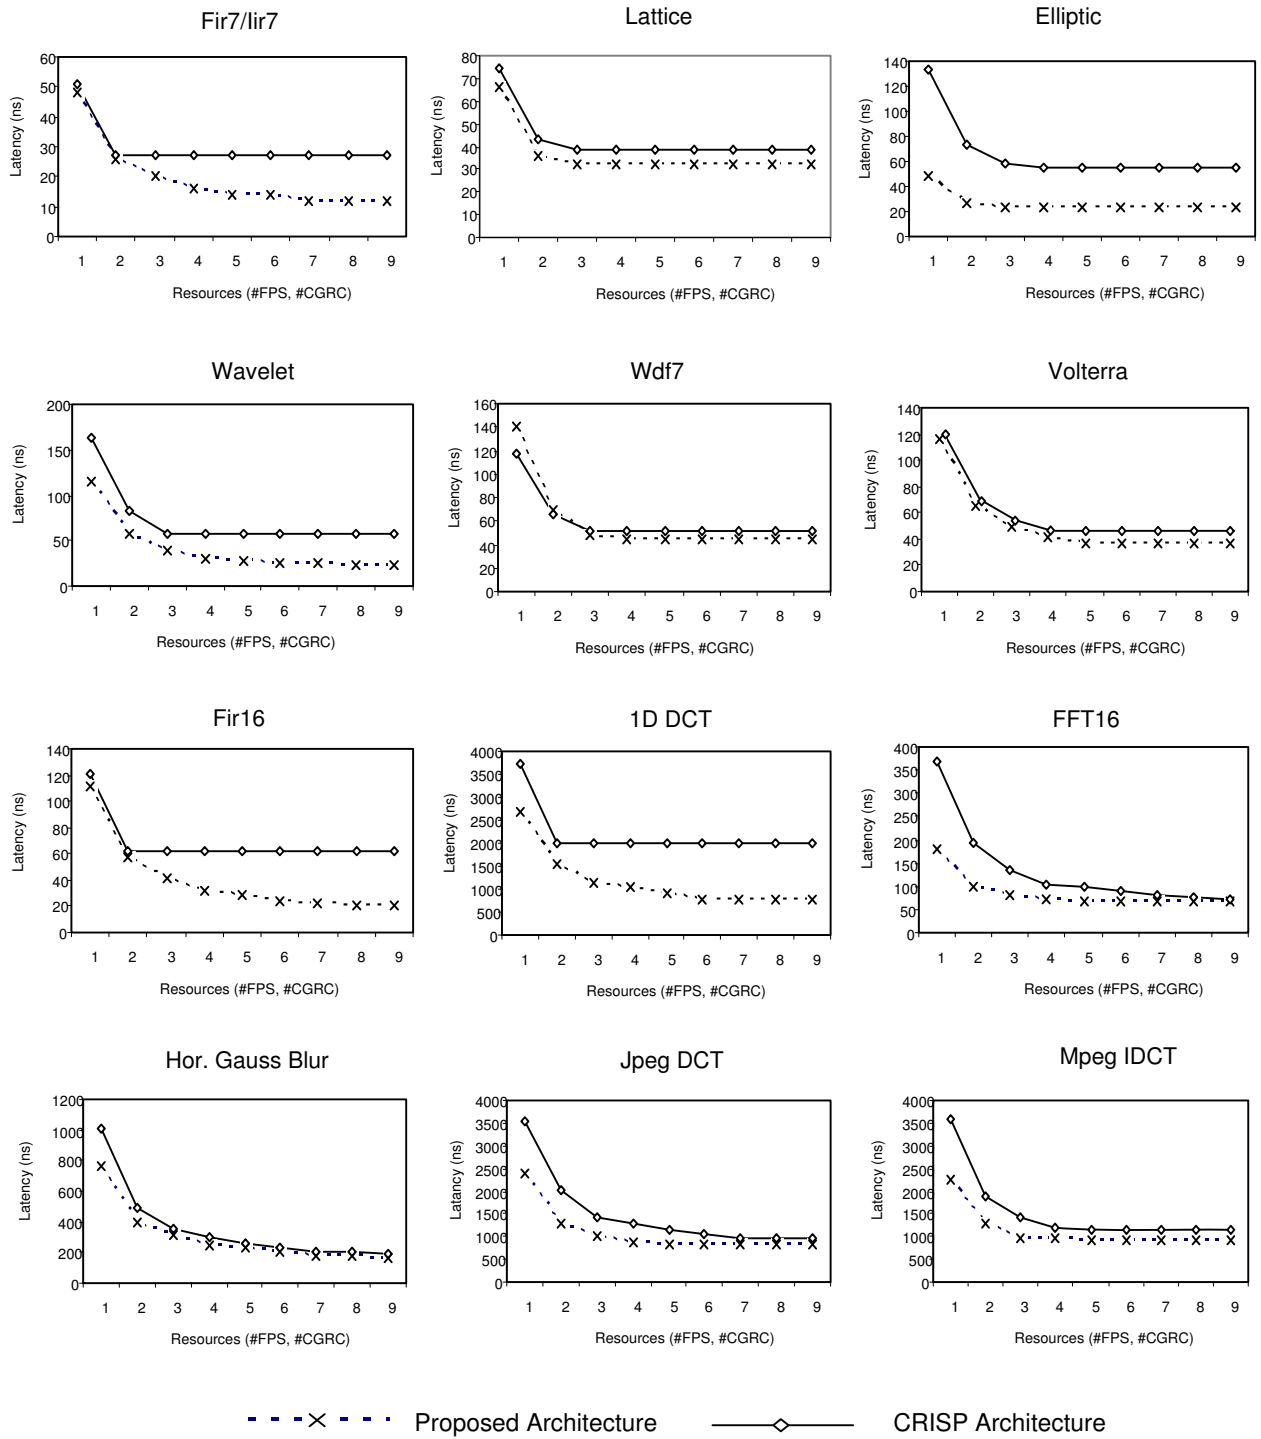 Fir7/Iir7
Latency (ns)
60
50
40
30
20
10
0
1 2 3 4 5 6 7 8 9
Resources (#FPS, #CGRC)
Lattice
Latency (ns)
80
70
60
50
40
30
20
10
0
1 2 3 4 5 6 7 8 9
Resources (#FPS, #CGRC)
Elliptic
Latency (ns)
140
120
100
80
60
40
20
0
1 2 3 4 5 6 7 8 9
Resources (#FPS, #CGRC)
Wavelet
Latency (ns)
200
150
100
50
0
1 2 3 4 5 6 7 8 9
Resources (#FPS, #CGRC)
Wdf7
Latency (ns)
160
140
120
100
80
60
40
20
0
1 2 3 4 5 6 7 8 9
Resources (#FPS, #CGRC)
Volterra
Latency (ns)
140
120
100
80
60
40
20
0
1 2 3 4 5 6 7 8 9
Resources (#FPS, #CGRC)
Fir16
Latency (ns)
140
120
100
80
60
40
20
0
1 2 3 4 5 6 7 8 9
Resources (#FPS, #CGRC)
1D DCT
Latency (ns)
4000
3500
3000
2500
2000
1500
1000
500
0
1 2 3 4 5 6 7 8 9
Resources (#FPS, #CGRC)
FFT16
Latency (ns)
400
350
300
250
200
150
100
50
0
1 2 3 4 5 6 7 8 9
Resources (#FPS, #CGRC)
Hor. Gauss Blur
Latency (ns)
1200
1000
800
600
400
200
0
1 2 3 4 5 6 7 8 9
Resources (#FPS, #CGRC)
Jpeg DCT
Latancy (ns)
4000
3500
3000
2500
2000
1500
1000
500
0
1 2 3 4 5 6 7 8 9
Resources (#FPS, #CGRC)
Mpeg IDCT
Latency (ns)
4000
3500
3000
2500
2000
1500
1000
500
0
1 2 3 4 5 6 7 8 9
Resources (#FPS, #CGRC)
Proposed Architecture
CRISP Architecture